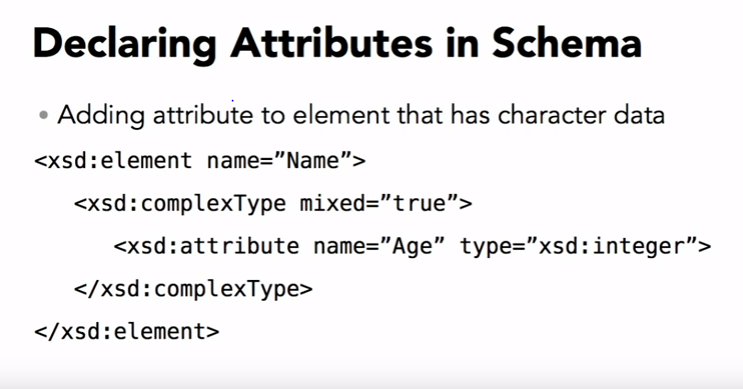 Declaring Attributes in Schema
• Adding attribute to element that has character data
<xsd:element name=”Name”>
<xsd:complexType mixed=”true”>
<xsd:attribute name=”Age” type=”xsd:integer”>
</xsd:complexType>
</xsd:element>